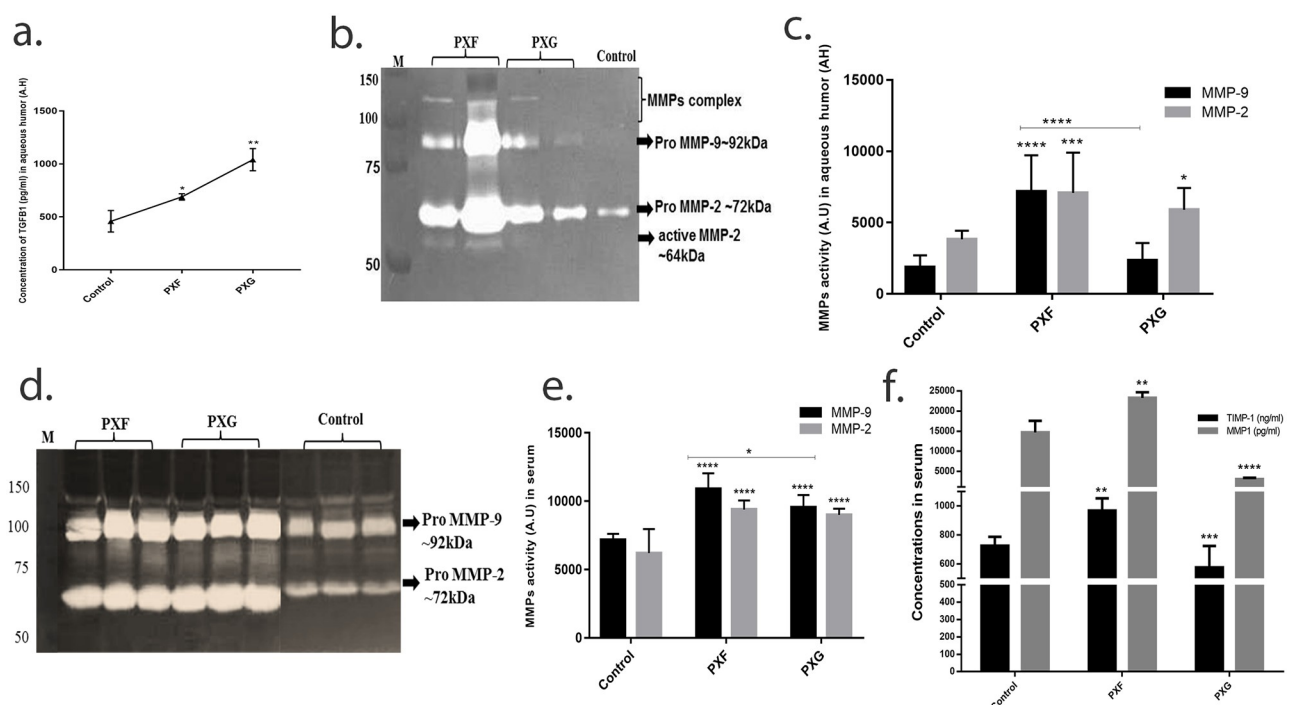 a.
Concentration of TGFB1 (pg/ml) in aqueous humor (A.H)
1500
1000
500
0
*
**
Control
PXF
PXG
b.
M
PXF
PXG
Control
150
100
75
50
MMPs complex
Pro MMP-9~92kDa
Pro MMP-2 ~72kDa
active MMP-2
~64kDa
c.
MMPs activity (A.U) in aqueous humor (AH)
15000
10000
5000
0
MMP-9
MMP-2
****
****
***
*
Control
PXF
PXG
d.
M
PXF
PXG
Control
150
100
75
50
Pro MMP-9
~92kDa
Pro MMP-2
~72kDa
e.
MMPs activity (A.U) in serum
15000
10000
5000
0
MMP-9
MMP-2
*
****
****
****
****
Control
PXF
PXG
f.
Concentrations in serum
25000
20000
15000
10000
5000
1000
800
600
500
400
300
200
100
0
TIMP-1 (ng/ml)
MMP1 (pg/ml)
**
**
***
****
Control
PXF
PXG